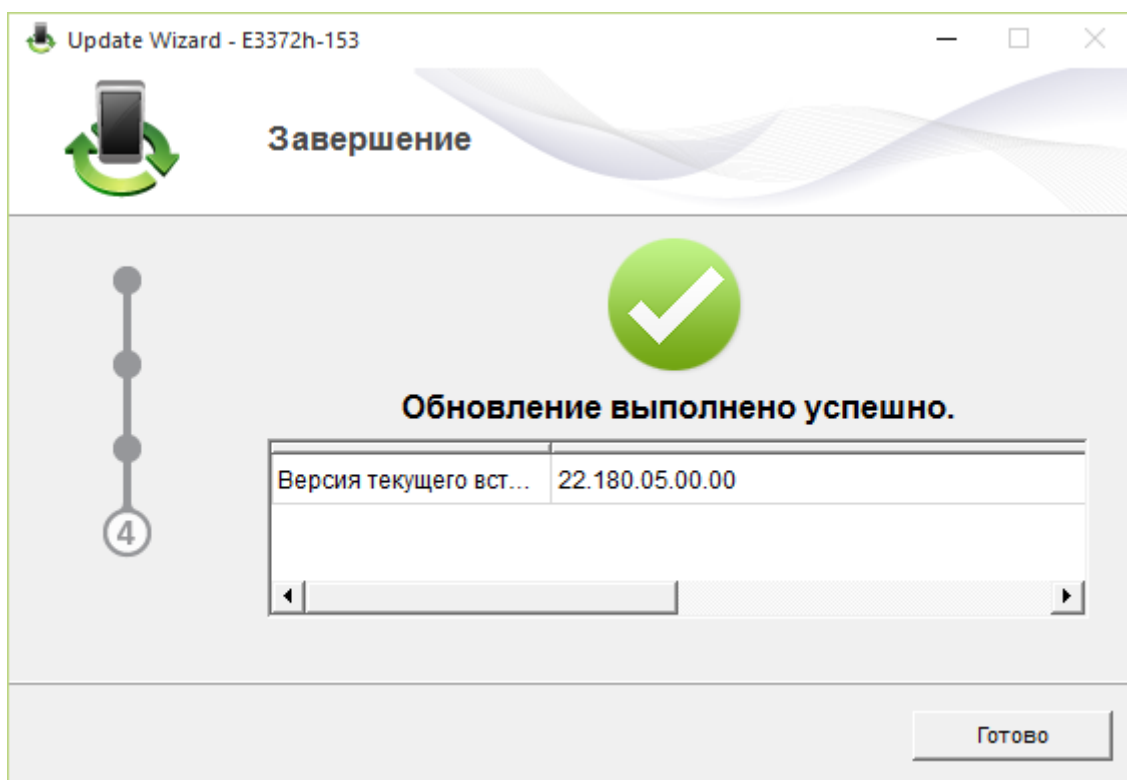 Update Wizard - E3372h-153
Завершение
Обновление выполнено успешно.
Версия текущего вст... 22.180.05.00.00
4
Готово